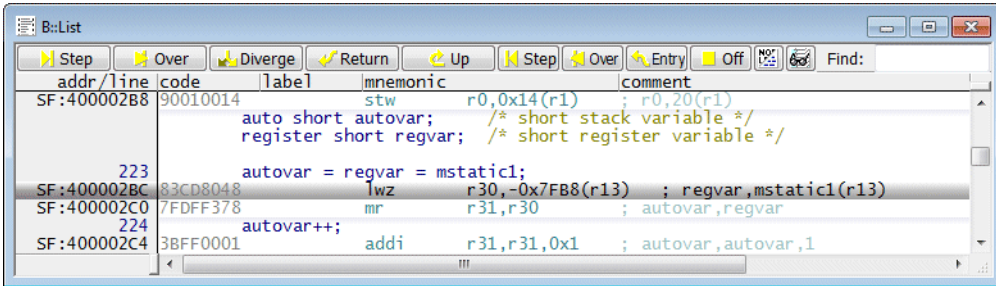 B::List
Step Over Diverge Return Up Step Over Entry Off Find:
addr/line code label mnemonic comment
SF:400002B8 90010014 stw r0,0x14(r1) ; r0,20(r1)
auto short autovar; /* short stack variable */
register short regvar; /* short register variable */
223 autovar = regvar = mstatic1;
SF:400002BC 83CD8048 lwz r30,-0x7FB8(r13) ; regvar,mstatic1(r13)
SF:400002C0 7FDFF378 mr r31,r30 ; autovar,regvar
224 autovar++;
SF:400002C4 3BFF0001 addi r31,r31,0x1 ; autovar,autovar,1